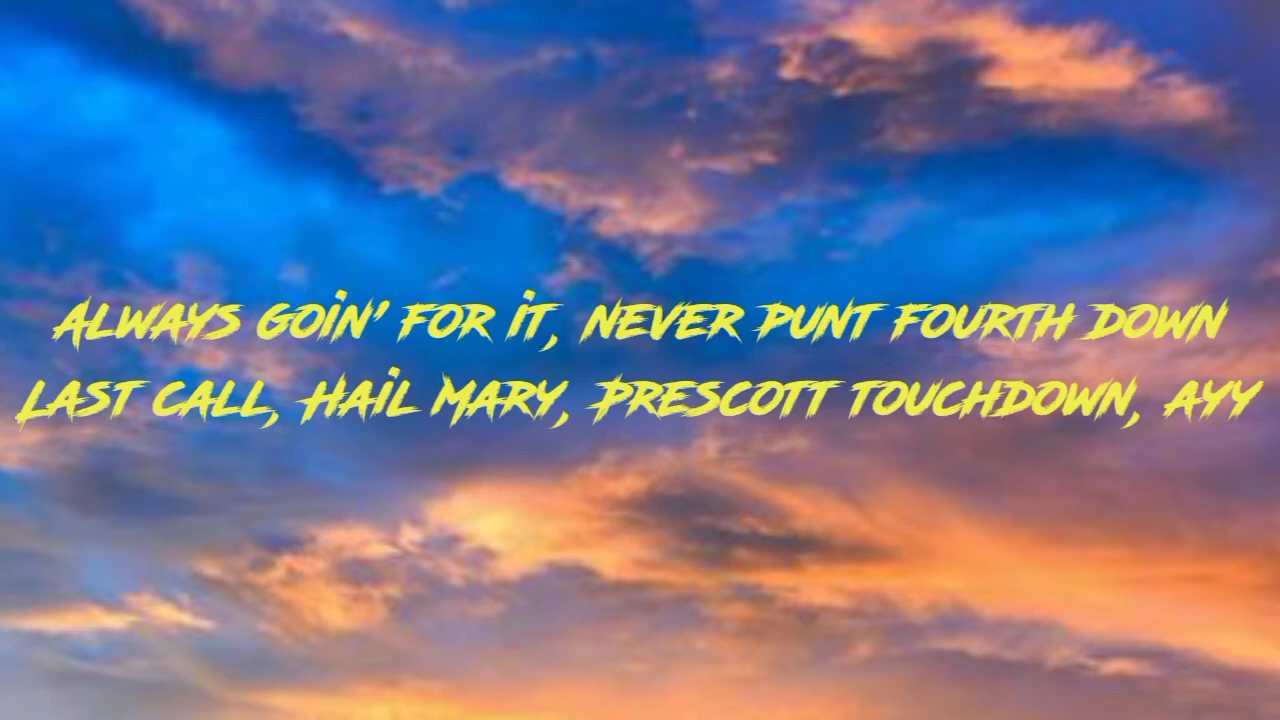 Always goin' for it, never punt fourth down
Last call, Hail Mary, Prescott touchdown, ayy